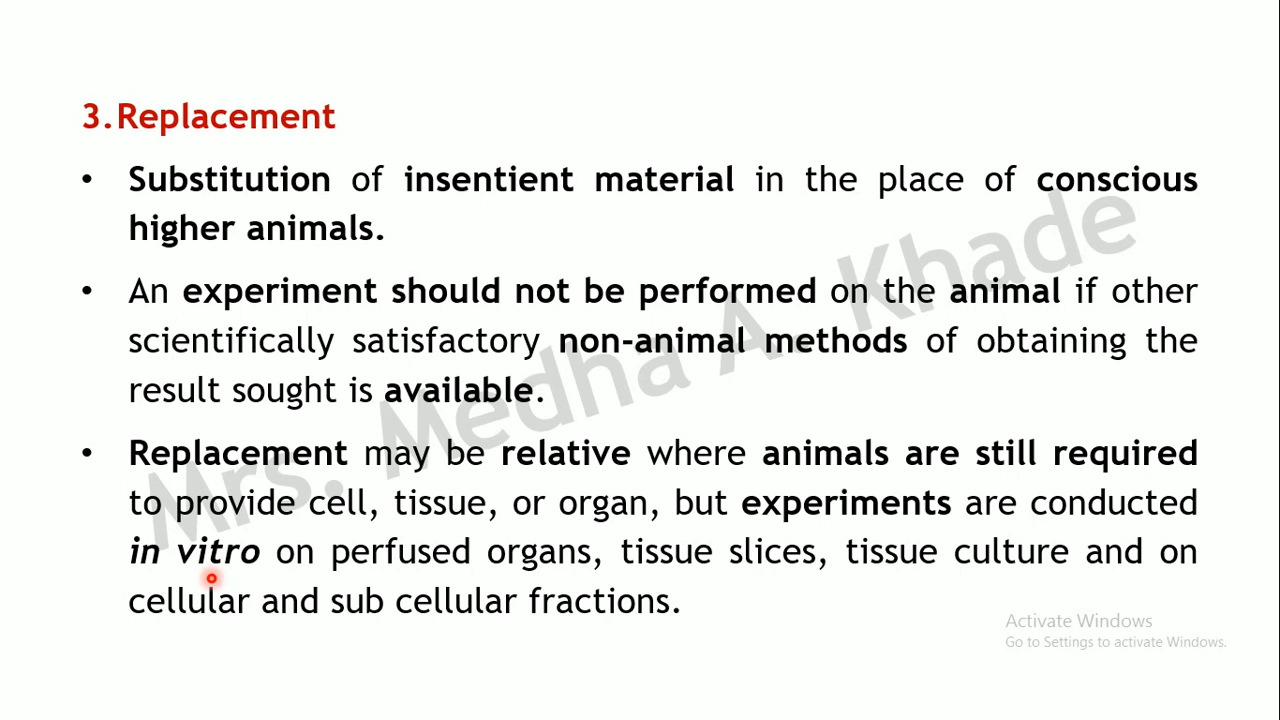 3.Replacement
• Substitution of insentient material in the place of conscious
higher animals.
• An experiment should not be performed on the animal if other
scientifically satisfactory non-animal methods of obtaining the
result sought is available.
• Replacement may be relative where animals are still required
to provide cell, tissue, or organ, but experiments are conducted
in vitro on perfused organs, tissue slices, tissue culture and on
cellular and sub cellular fractions.
Mrs. Medha A. Khade
Activate Windows
Go to Settings to activate Windows.